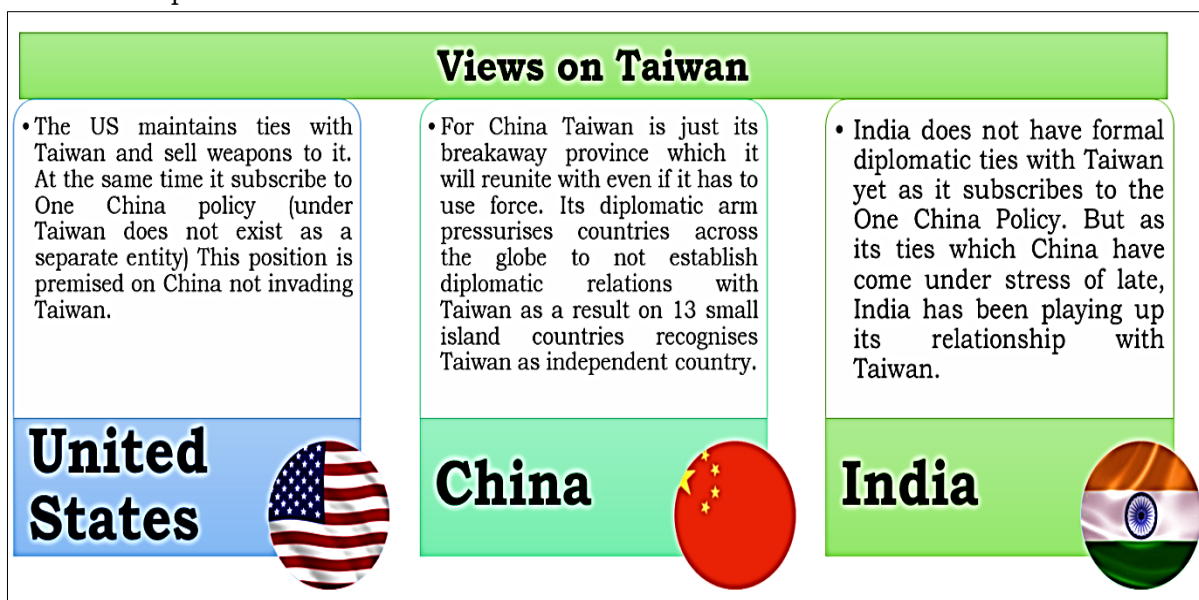 Views on Taiwan
•The US maintains ties with
Taiwan and sell weapons to it.
At the same time it subscribe to
One China policy (under
Taiwan does not exist as a
separate entity) This position is
premised on China not invading
Taiwan.
United
States
•For China Taiwan is just its
breakaway province which it
will reunite with even if it has to
use force. Its diplomatic arm
pressurises countries across
the globe to not establish
diplomatic relations with
Taiwan as a result on 13 small
island countries recognises
Taiwan as independent country.
China
• India does not have formal
diplomatic ties with Taiwan
yet as it subscribes to the
One China Policy. But as
its ties which China have
come under stress of late,
India has been playing up
its relationship with
Taiwan.
India